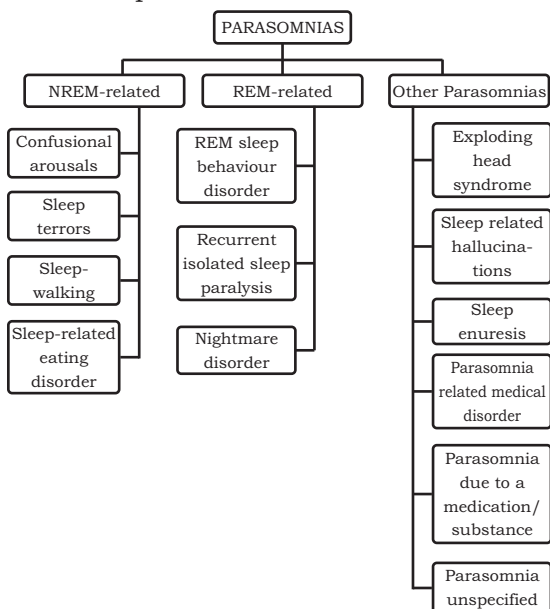 PARASOMNIAS
NREM-related
REM-related
Other Parasomnias
Confusional
arousals
Sleep
terrors
Sleep-
walking
Sleep-related
eating
disorder
REM sleep
behaviour
disorder
Recurrent
isolated sleep
paralysis
Nightmare
disorder
Exploding
head
syndrome
Sleep related
hallucina-
tions
Sleep
enuresis
Parasomnia
related medical
disorder
Parasomnia
due to a
medication/
substance
Parasomnia
unspecified